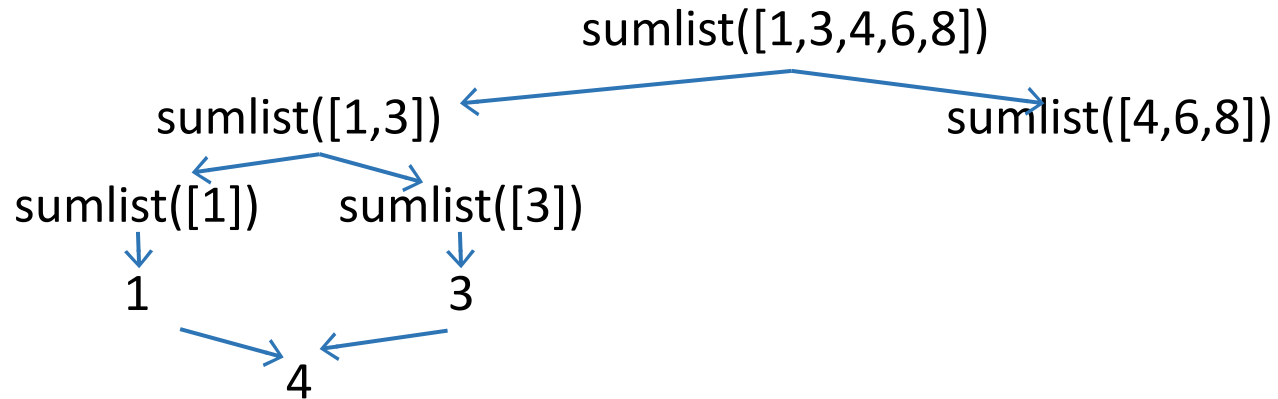 sumlist([1,3,4,6,8])
sumlist([1,3]) sumlist([4,6,8])
sumlist([1]) sumlist([3])
1 3
4